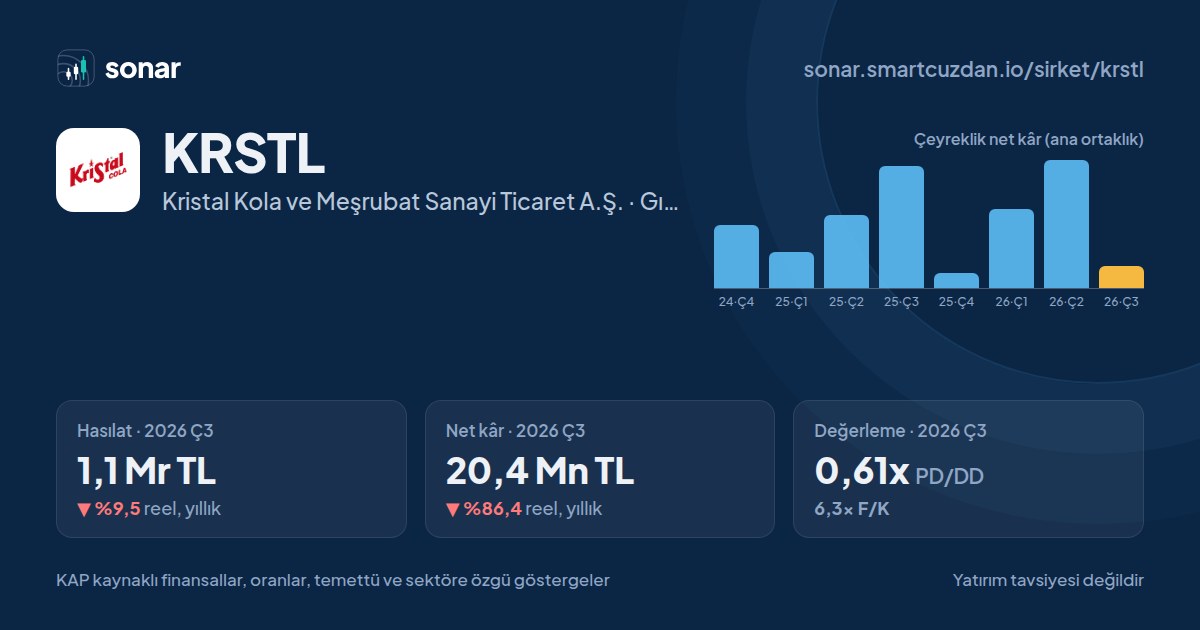 sonar
sonar.smartcuzdan.io/sirket/krstl
Kristal
COLA
KRSTL
Kristal Kola ve Meşrubat Sanayi Ticaret A.Ş. · Gı...
Çeyreklik net kâr (ana ortaklık)
24·Ç4 25·Ç1 25·Ç2 25·Ç3 25·Ç4 26·Ç1 26·Ç2 26·Ç3
Hasılat · 2026 Ç3
1,1 Mr TL
▼ %9,5 reel, yıllık
Net kâr · 2026 Ç3
20,4 Mn TL
▼ %86,4 reel, yıllık
Değerleme · 2026 Ç3
0,61x PD/DD
6,3× F/K
KAP kaynaklı finansallar, oranlar, temettü ve sektöre özgü göstergeler
Yatırım tavsiyesi değildir